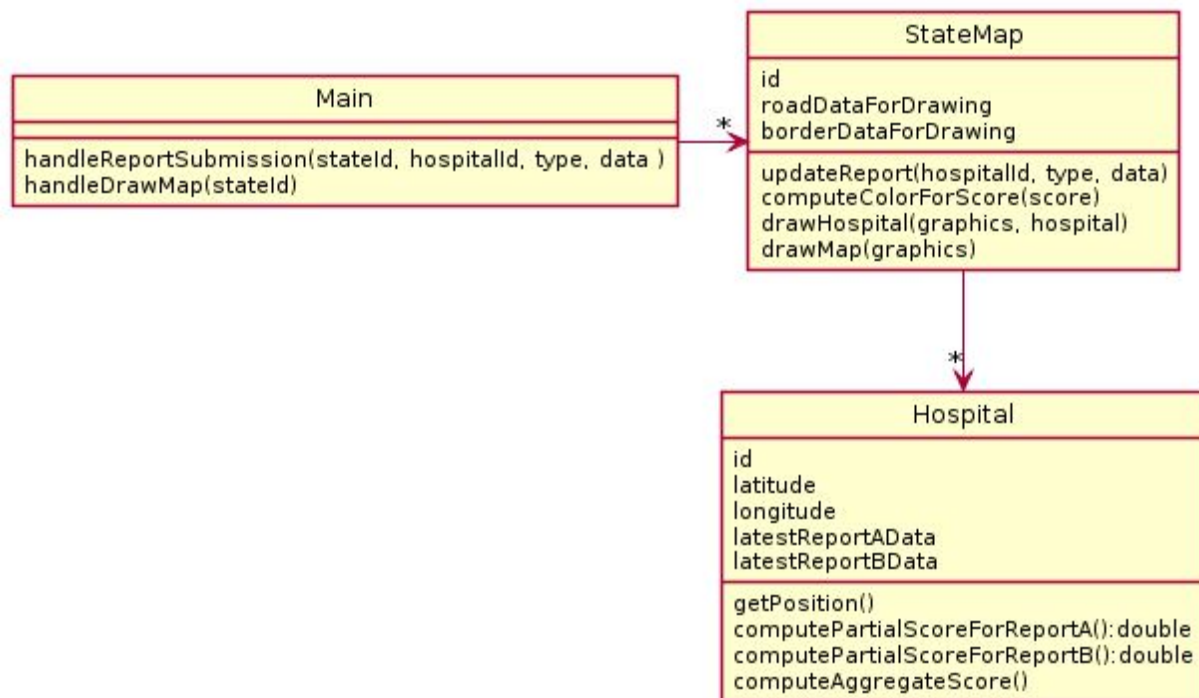 Main
handleReportSubmission(stateId, hospitalId, type, data )
handleDrawMap(stateId)
*
StateMap
id
roadDataForDrawing
borderDataForDrawing
updateReport(hospitalId, type, data)
computeColorForScore(score)
drawHospital(graphics, hospital)
drawMap(graphics)
*
Hospital
id
latitude
longitude
latestReportAData
latestReportBData
getPosition()
computePartialScoreForReportA():double
computePartialScoreForReportB():double
computeAggregateScore()